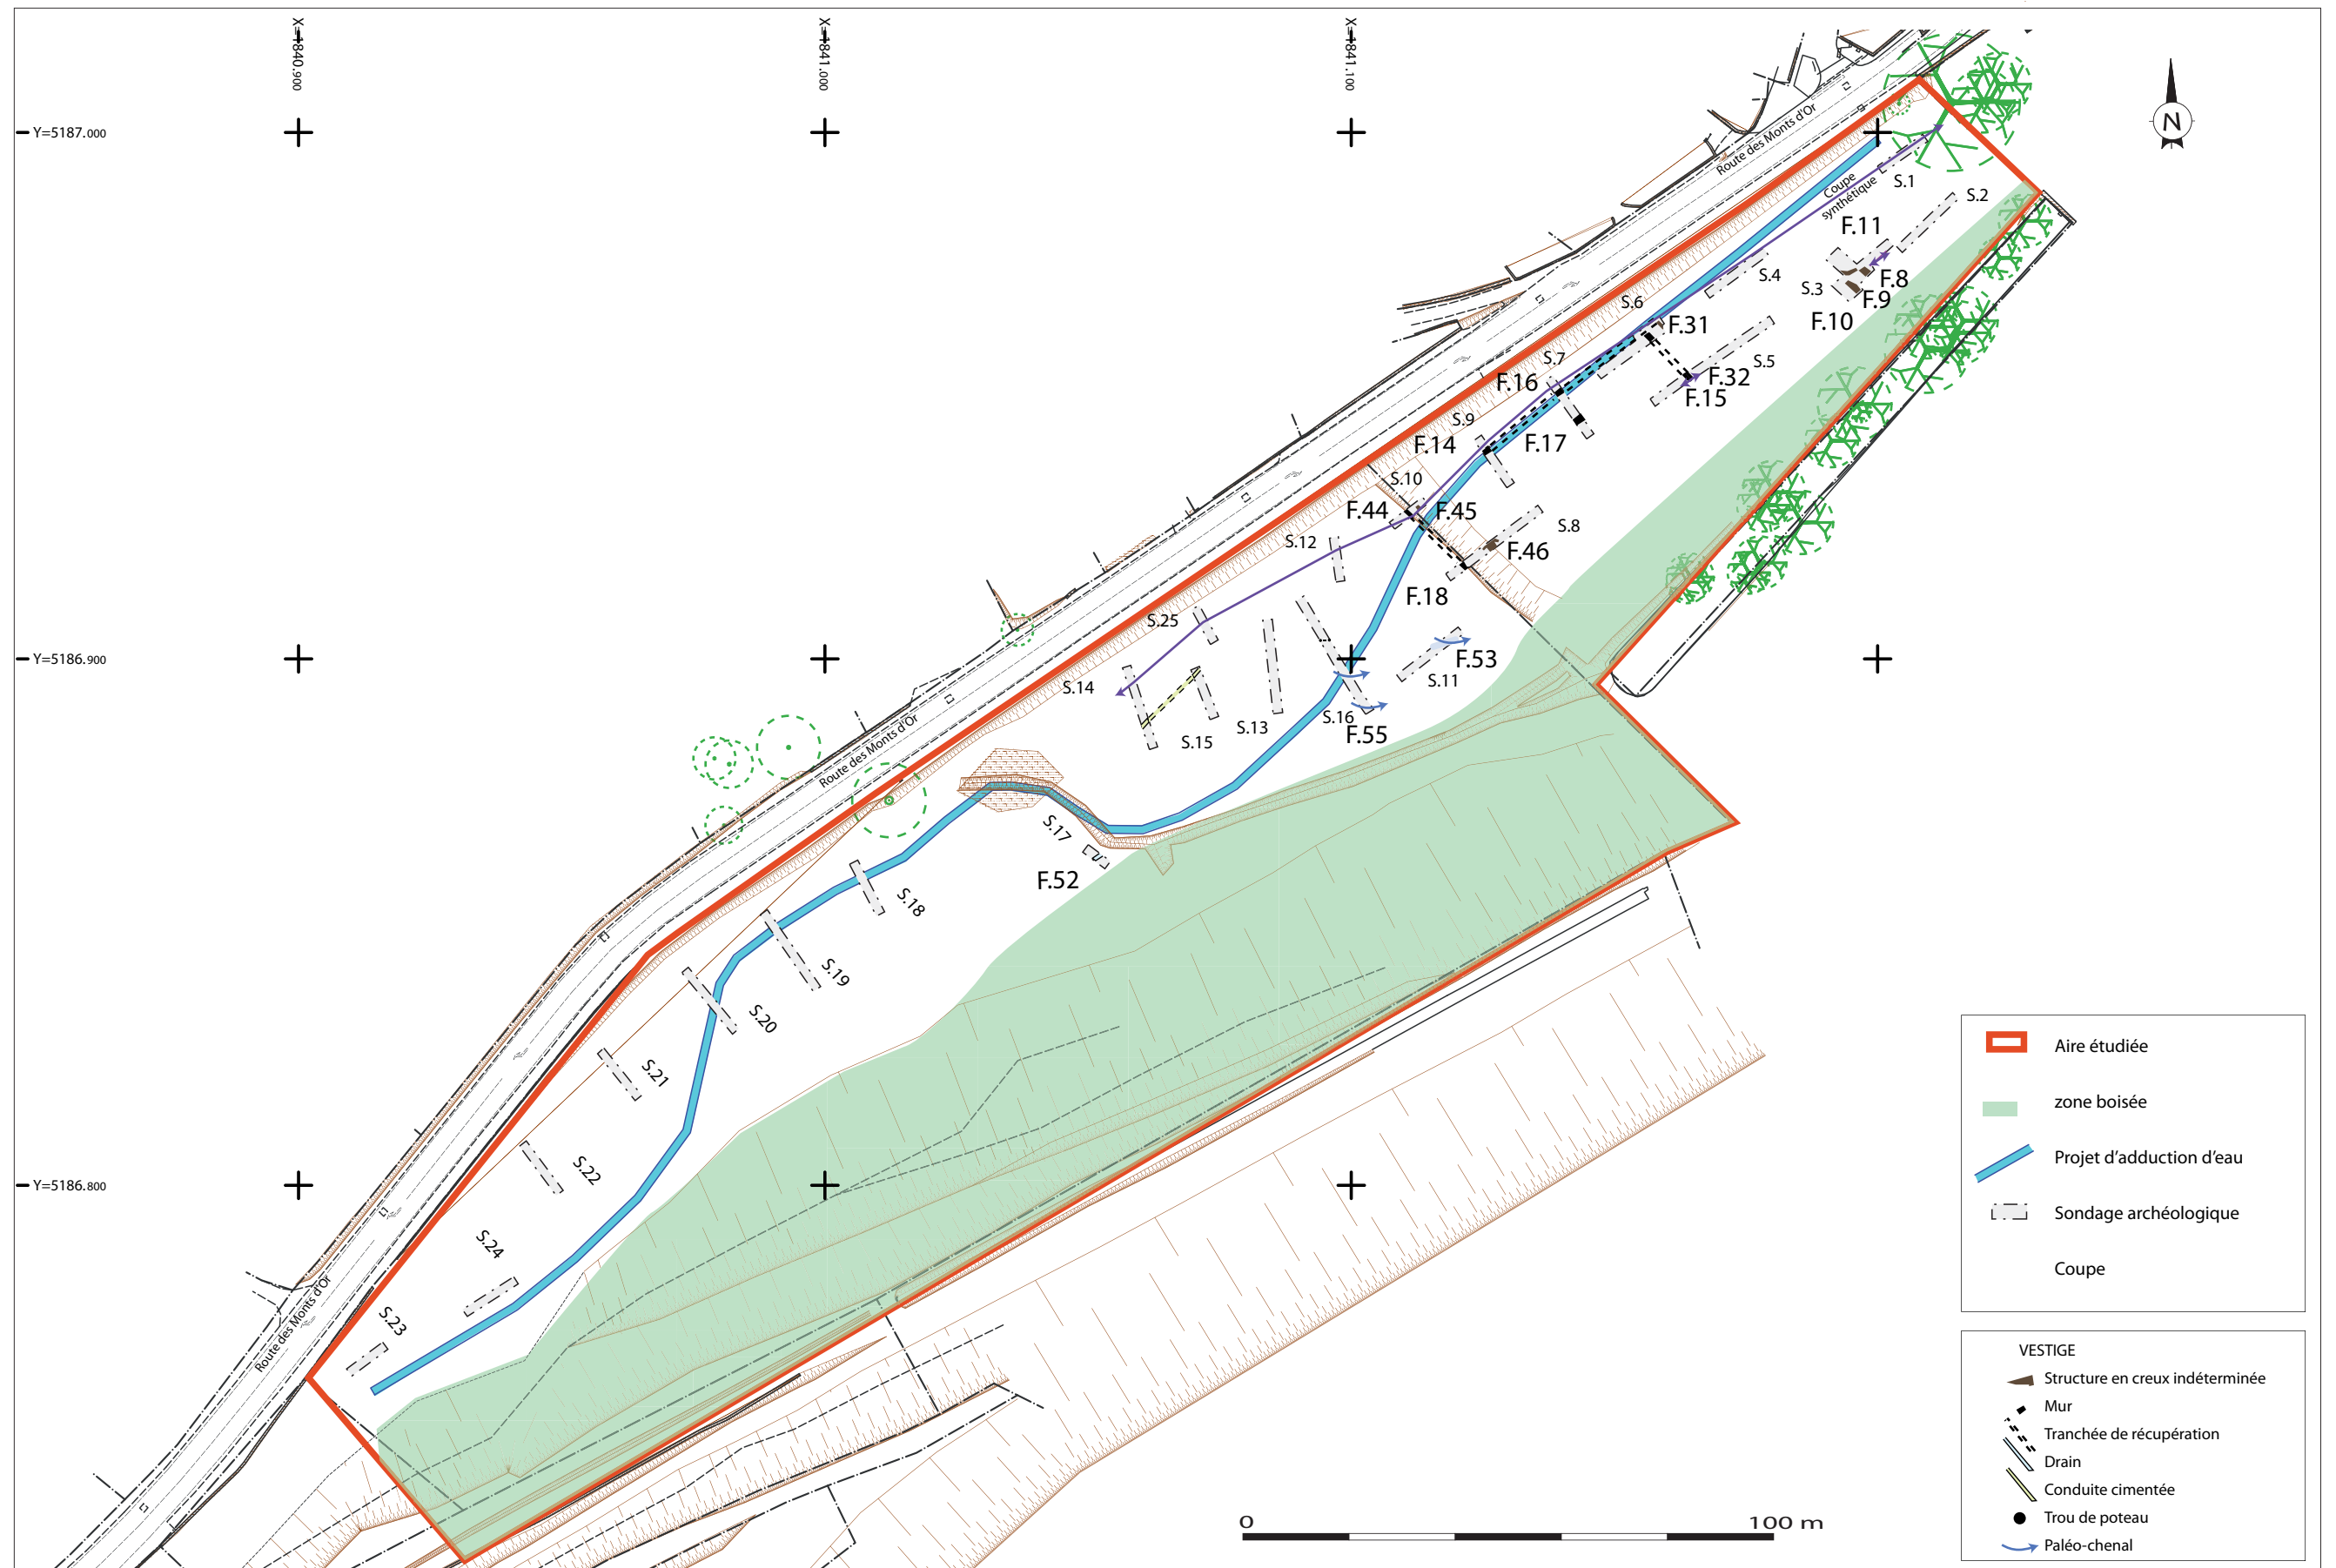 X=1840.900
X=1841.000
X=1841.100
Y=5187.000
Y=5186.900
Y=5186.800
N
Route des Monts d'Or
Coupe
synthétique
S.1
S.2
F.11
F.8
S.3
F.9
F.10
S.4
S.6
F.31
S.5
F.32
F.15
S.7
F.16
S.9
F.14
F.17
S.10
F.44
F.45
S.8
F.46
S.12
F.18
S.25
F.53
S.11
S.14
S.16
S.13
F.55
S.15
Route des Monts d'Or
S.17
F.52
S.18
S.19
S.20
S.21
S.22
S.24
S.23
Route des Monts d'Or
Aire étudiée
zone boisée
Projet d'adduction d'eau
Sondage archéologique
Coupe
VESTIGE
Structure en creux indéterminée
Mur
Tranchée de récupération
Drain
Conduite cimentée
Trou de poteau
Paléo-chenal
0 100 m